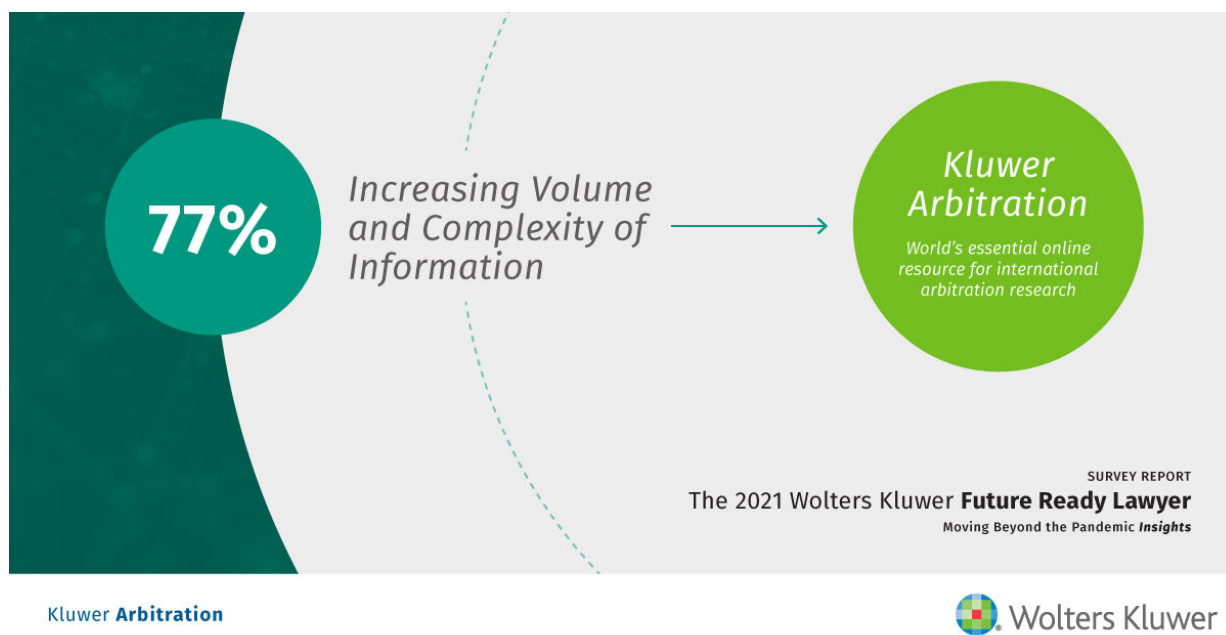 77%
Increasing Volume
and Complexity of
Information
Kluwer
Arbitration
World's essential online
resource for international
arbitration research
SURVEY REPORT
The 2021 Wolters Kluwer Future Ready Lawyer
Moving Beyond the Pandemic Insights
Kluwer Arbitration
Wolters Kluwer